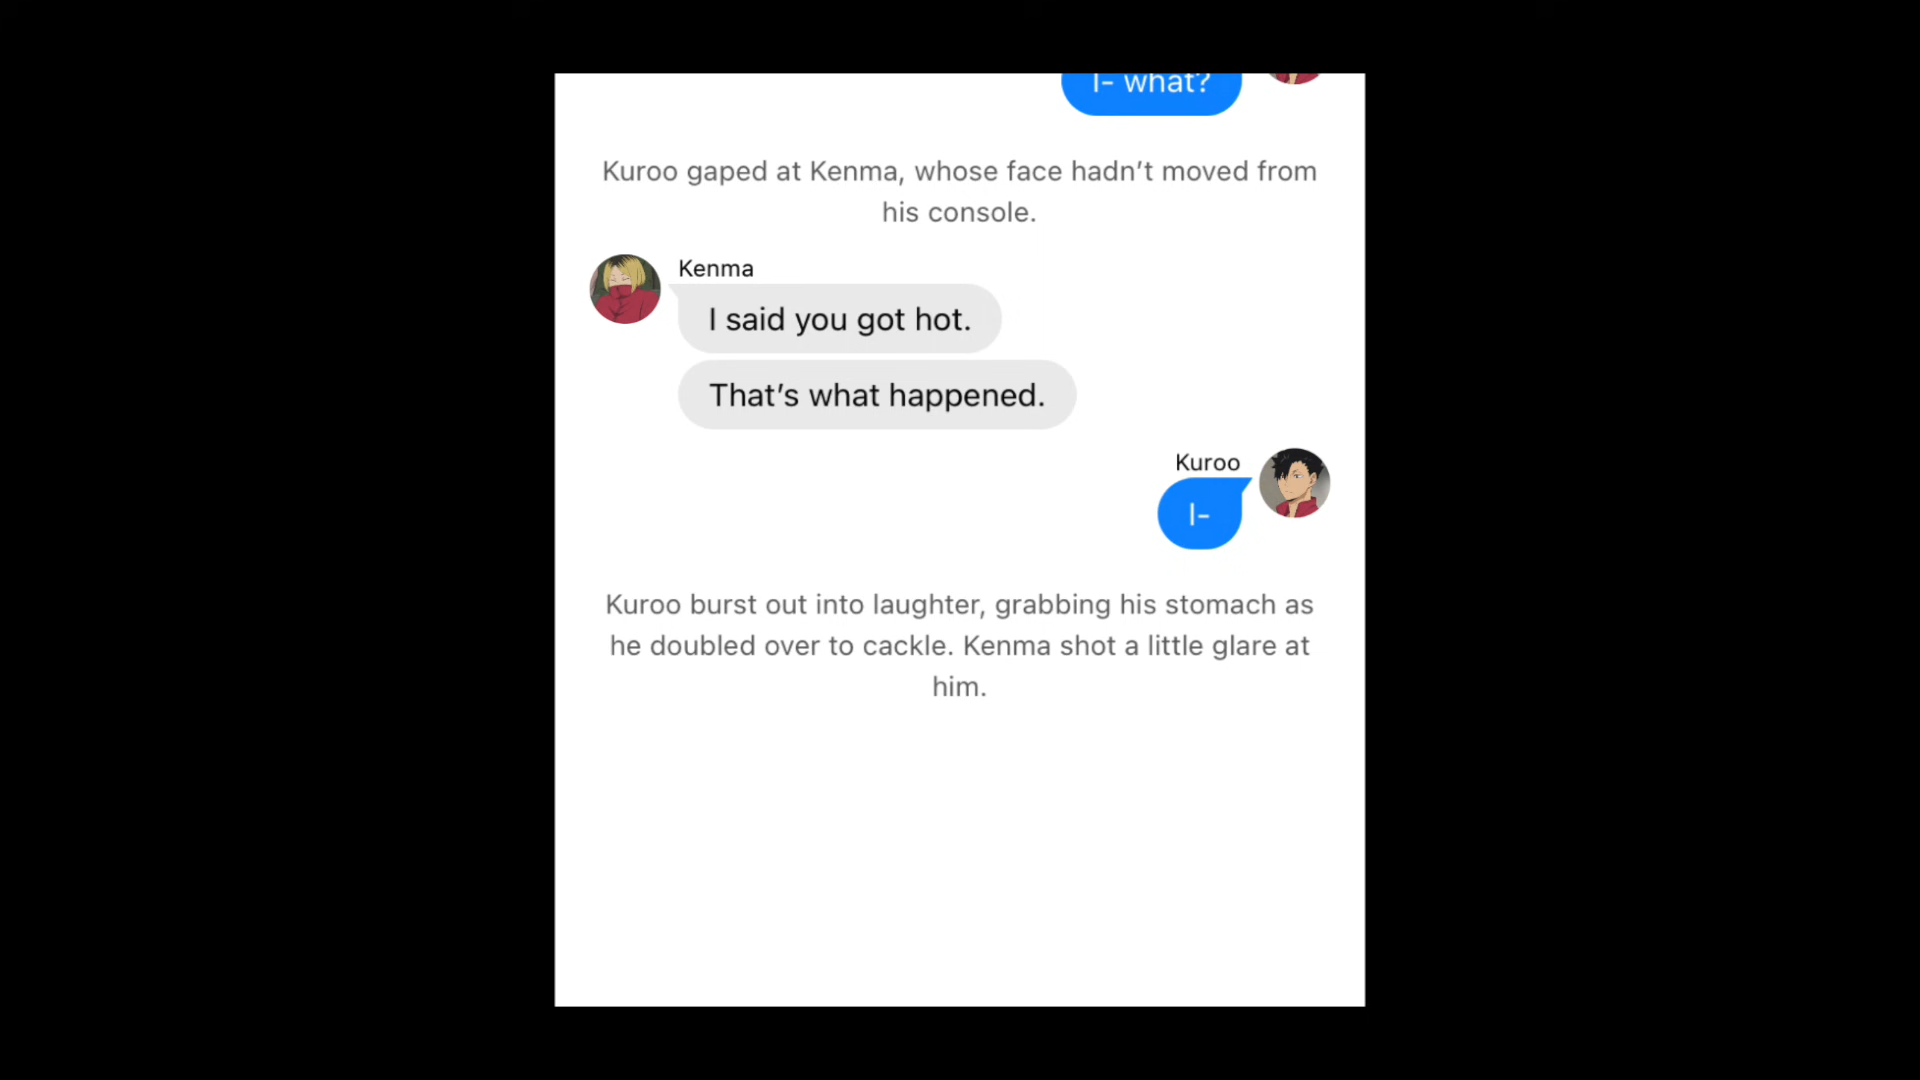 I- what?
Kuroo gaped at Kenma, whose face hadn’t moved from
his console.
Kenma
I said you got hot.
That’s what happened.
Kuroo
I-
Kuroo burst out into laughter, grabbing his stomach as
he doubled over to cackle. Kenma shot a little glare at
him.